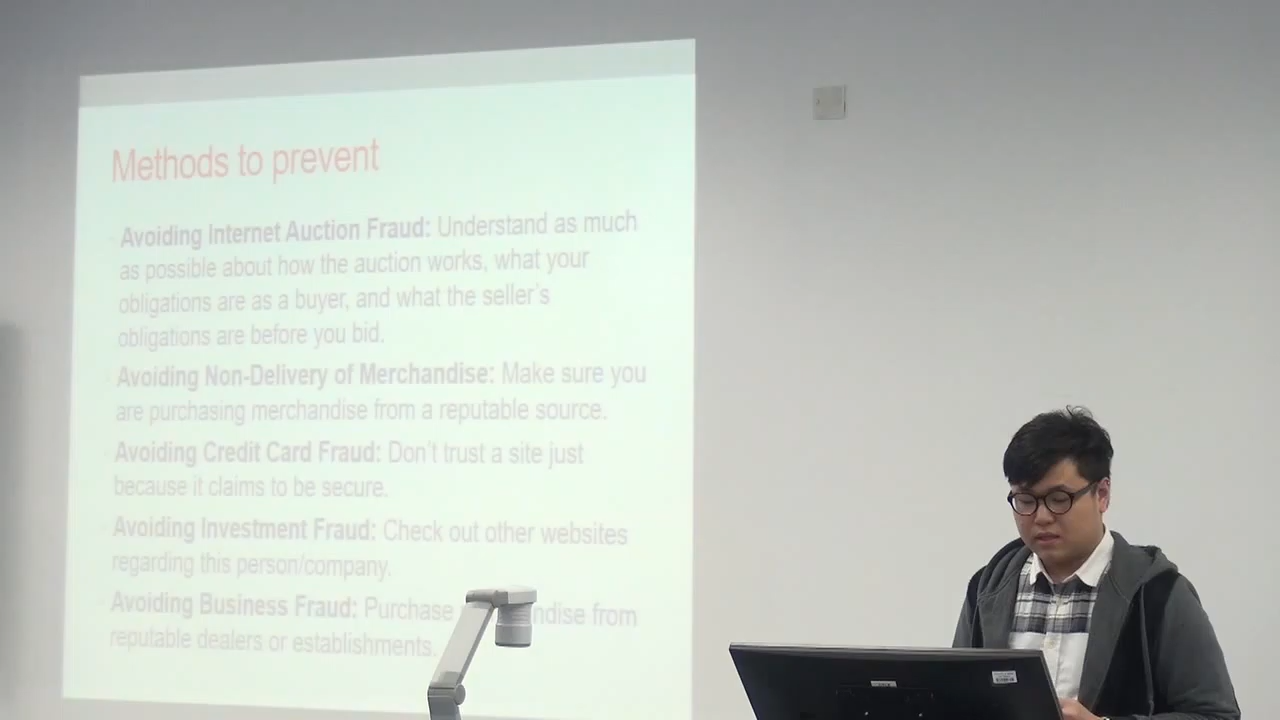 Methods to prevent
Avoiding Internet Auction Fraud: Understand as much
as possible about how the auction works, what your
obligations are as a buyer, and what the seller's
obligations are before you bid.
Avoiding Non-Delivery of Merchandise: Make sure you
are purchasing merchandise from a reputable source.
Avoiding Credit Card Fraud: Don't trust a site just
because it claims to be secure.
Avoiding Investment Fraud: Check out other websites
regarding this person/company.
Avoiding Business Fraud: Purchase from
reputable dealers or establishments.